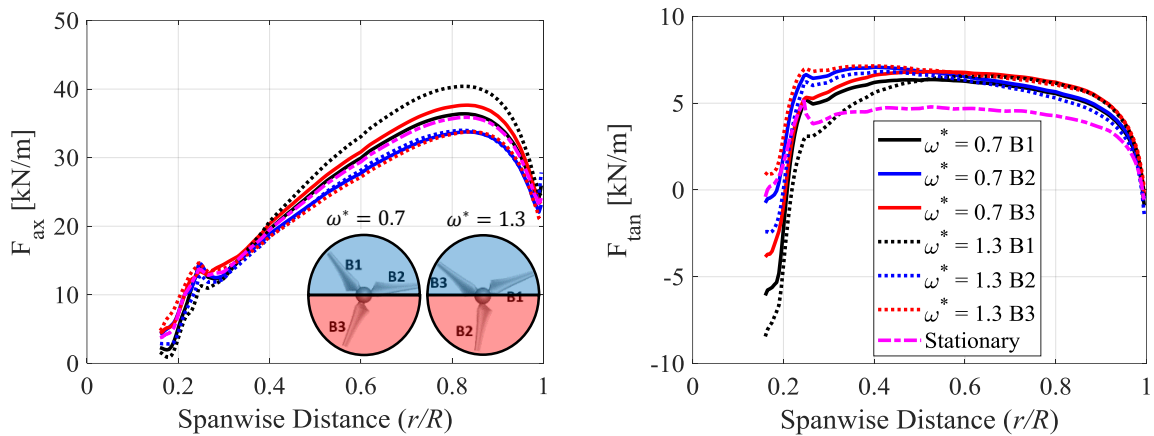 50
40
30
20
10
0
F_ax [kN/m]
0 0.2 0.4 0.6 0.8 1
Spanwise Distance (r/R)
ω* = 0.7
ω* = 1.3
B1
B2
B3
B3
B1
B2
10
5
0
-5
-10
F_tan [kN/m]
0 0.2 0.4 0.6 0.8 1
Spanwise Distance (r/R)
ω* = 0.7 B1
ω* = 0.7 B2
ω* = 0.7 B3
ω* = 1.3 B1
ω* = 1.3 B2
ω* = 1.3 B3
Stationary